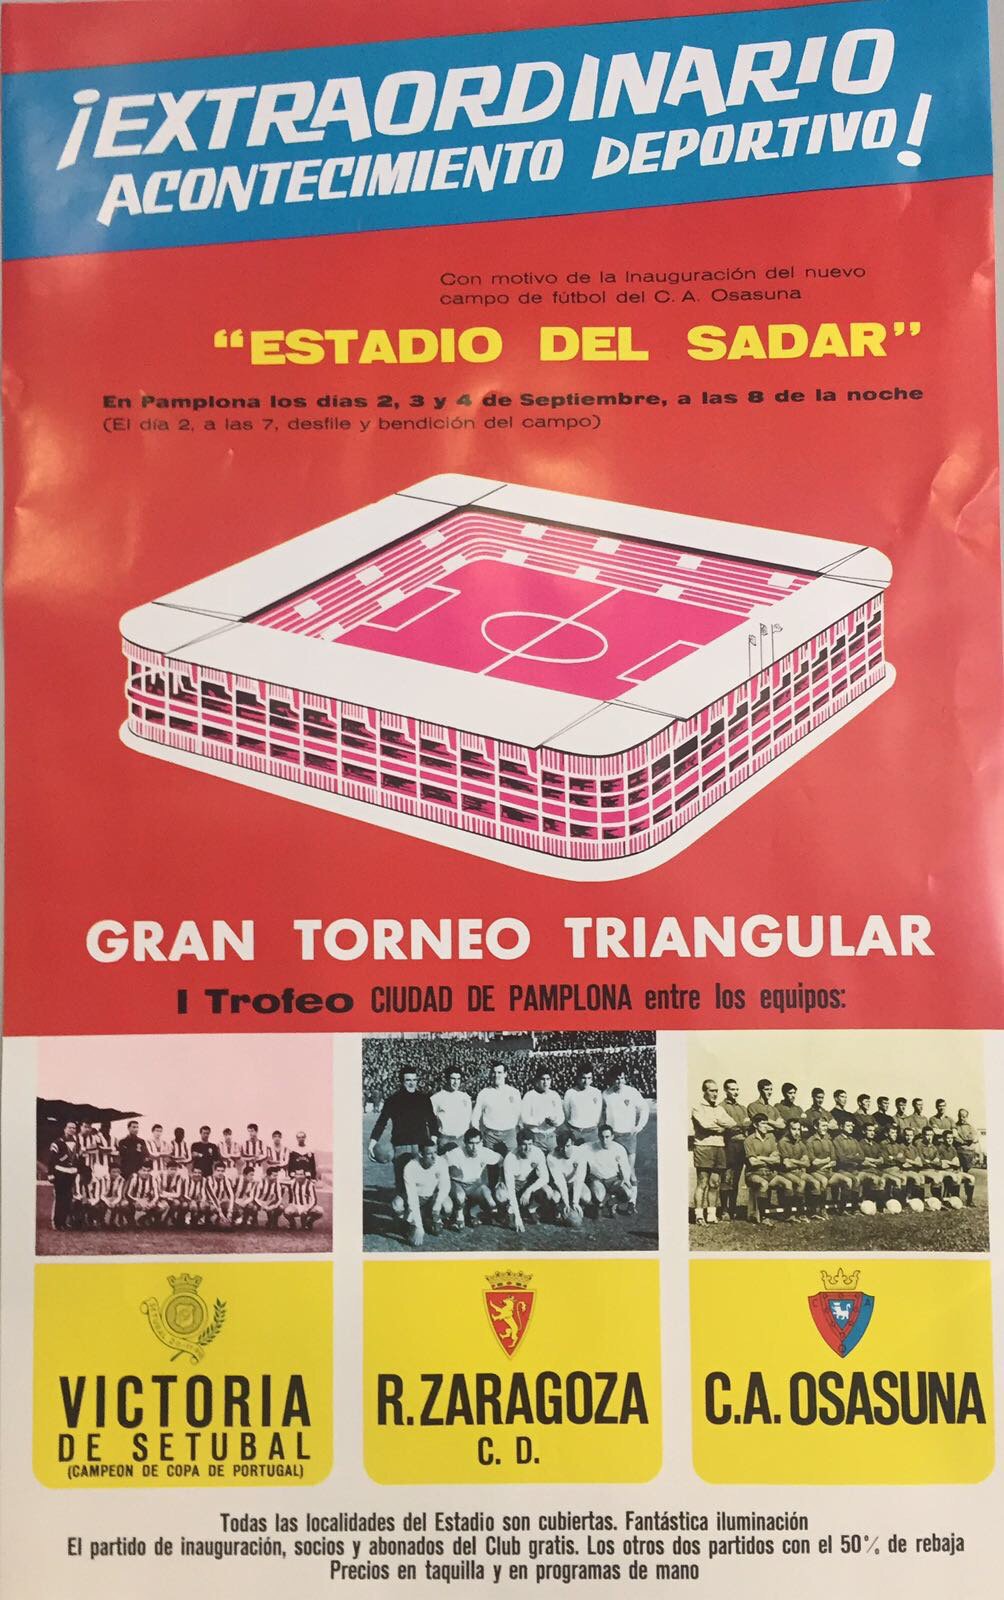 ¡EXTRAORDINARIO
ACONTECIMIENTO DEPORTIVO!
Con motivo de la Inauguración del nuevo
campo de fútbol del C. A. Osasuna
“ESTADIO DEL SADAR”
En Pamplona los días 2, 3 y 4 de Septiembre, a las 8 de la noche
(El día 2, a las 7, desfile y bendición del campo)
GRAN TORNEO TRIANGULAR
I Trofeo CIUDAD DE PAMPLONA entre los equipos:
VICTORIA
DE SETUBAL
(CAMPEON DE COPA DE PORTUGAL)
R. ZARAGOZA
C. D.
C.A. OSASUNA
Todas las localidades del Estadio son cubiertas. Fantástica iluminación
El partido de inauguración, socios y abonados del Club gratis. Los otros dos partidos con el 50% de rebaja
Precios en taquilla y en programas de mano